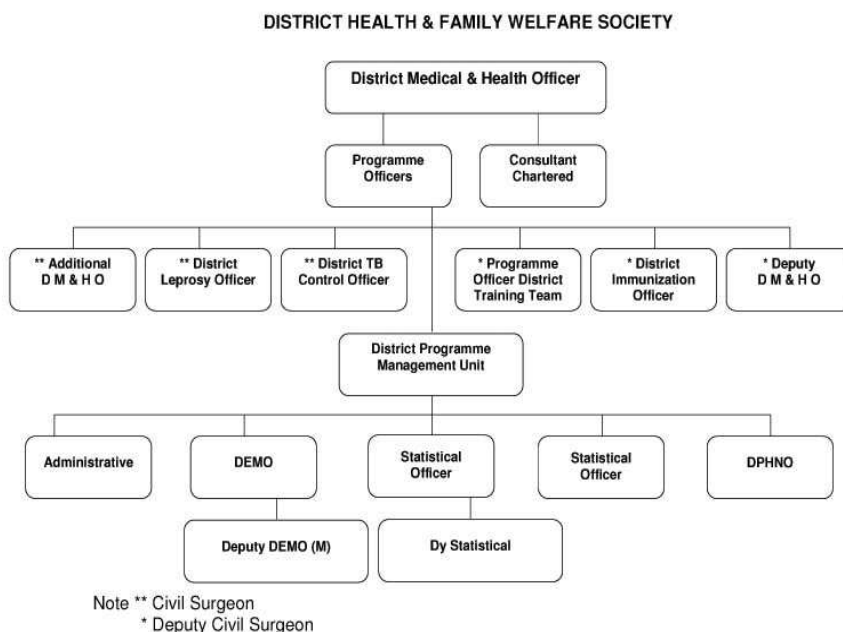 DISTRICT HEALTH & FAMILY WELFARE SOCIETY
District Medical & Health Officer
Programme
Officers
Consultant
Chartered
** Additional
D M & H O
** District
Leprosy Officer
** District TB
Control Officer
* Programme
Officer District
Training Team
* District
Immunization
Officer
* Deputy
D M & H O
District Programme
Management Unit
Administrative
DEMO
Statistical
Officer
Statistical
Officer
DPHNO
Deputy DEMO (M)
Dy Statistical
Note ** Civil Surgeon
* Deputy Civil Surgeon